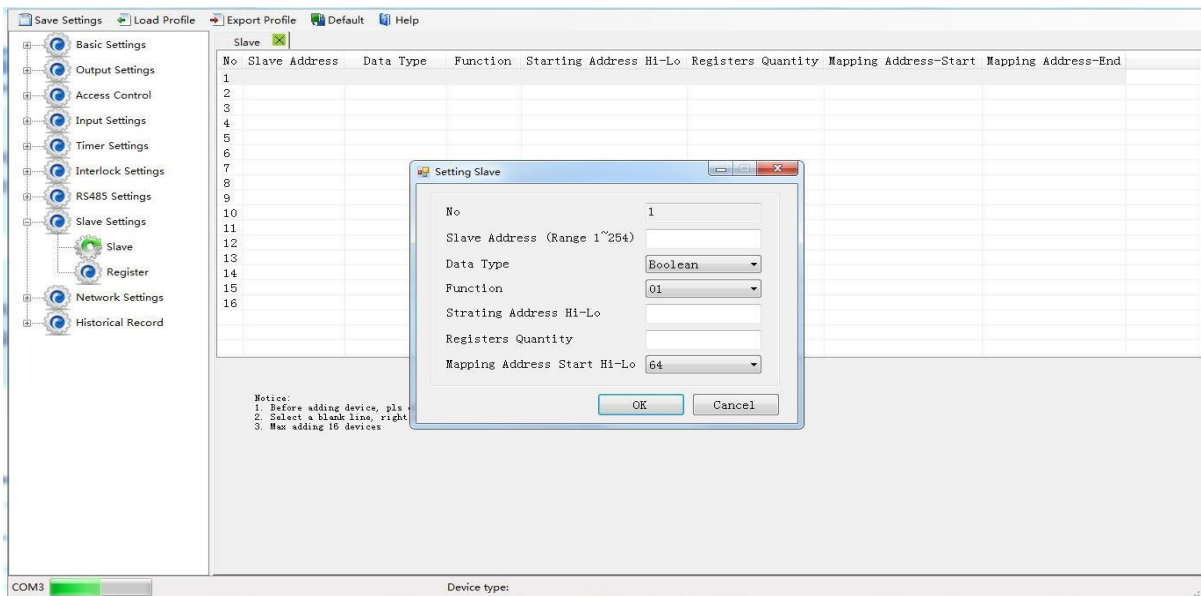 Save Settings Load Profile Export Profile Default Help
Basic Settings
Output Settings
Access Control
Input Settings
Timer Settings
Interlock Settings
RS485 Settings
Slave Settings
Slave
Register
Network Settings
Historical Record
Slave
No Slave Address Data Type Function Starting Address Hi-Lo Registers Quantity Mapping Address-Start Mapping Address-End
1
2
3
4
5
6
7
8
9
10
11
12
13
14
15
16
Setting Slave
No 1
Slave Address (Range 1~254)
Data Type Boolean
Function 01
Strating Address Hi-Lo
Registers Quantity
Mapping Address Start Hi-Lo 64
OK Cancel
Notice:
1. Before adding device, pls
2. Select a blank line, right
3. Max adding 16 devices
COM3 Device type: